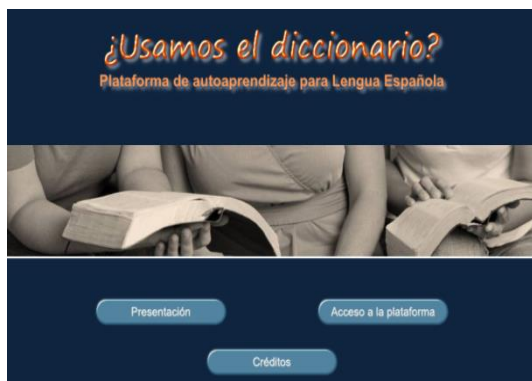 ¿Usamos el diccionario?
Plataforma de autoaprendizaje para Lengua Española
Presentación
Acceso a la plataforma
Créditos